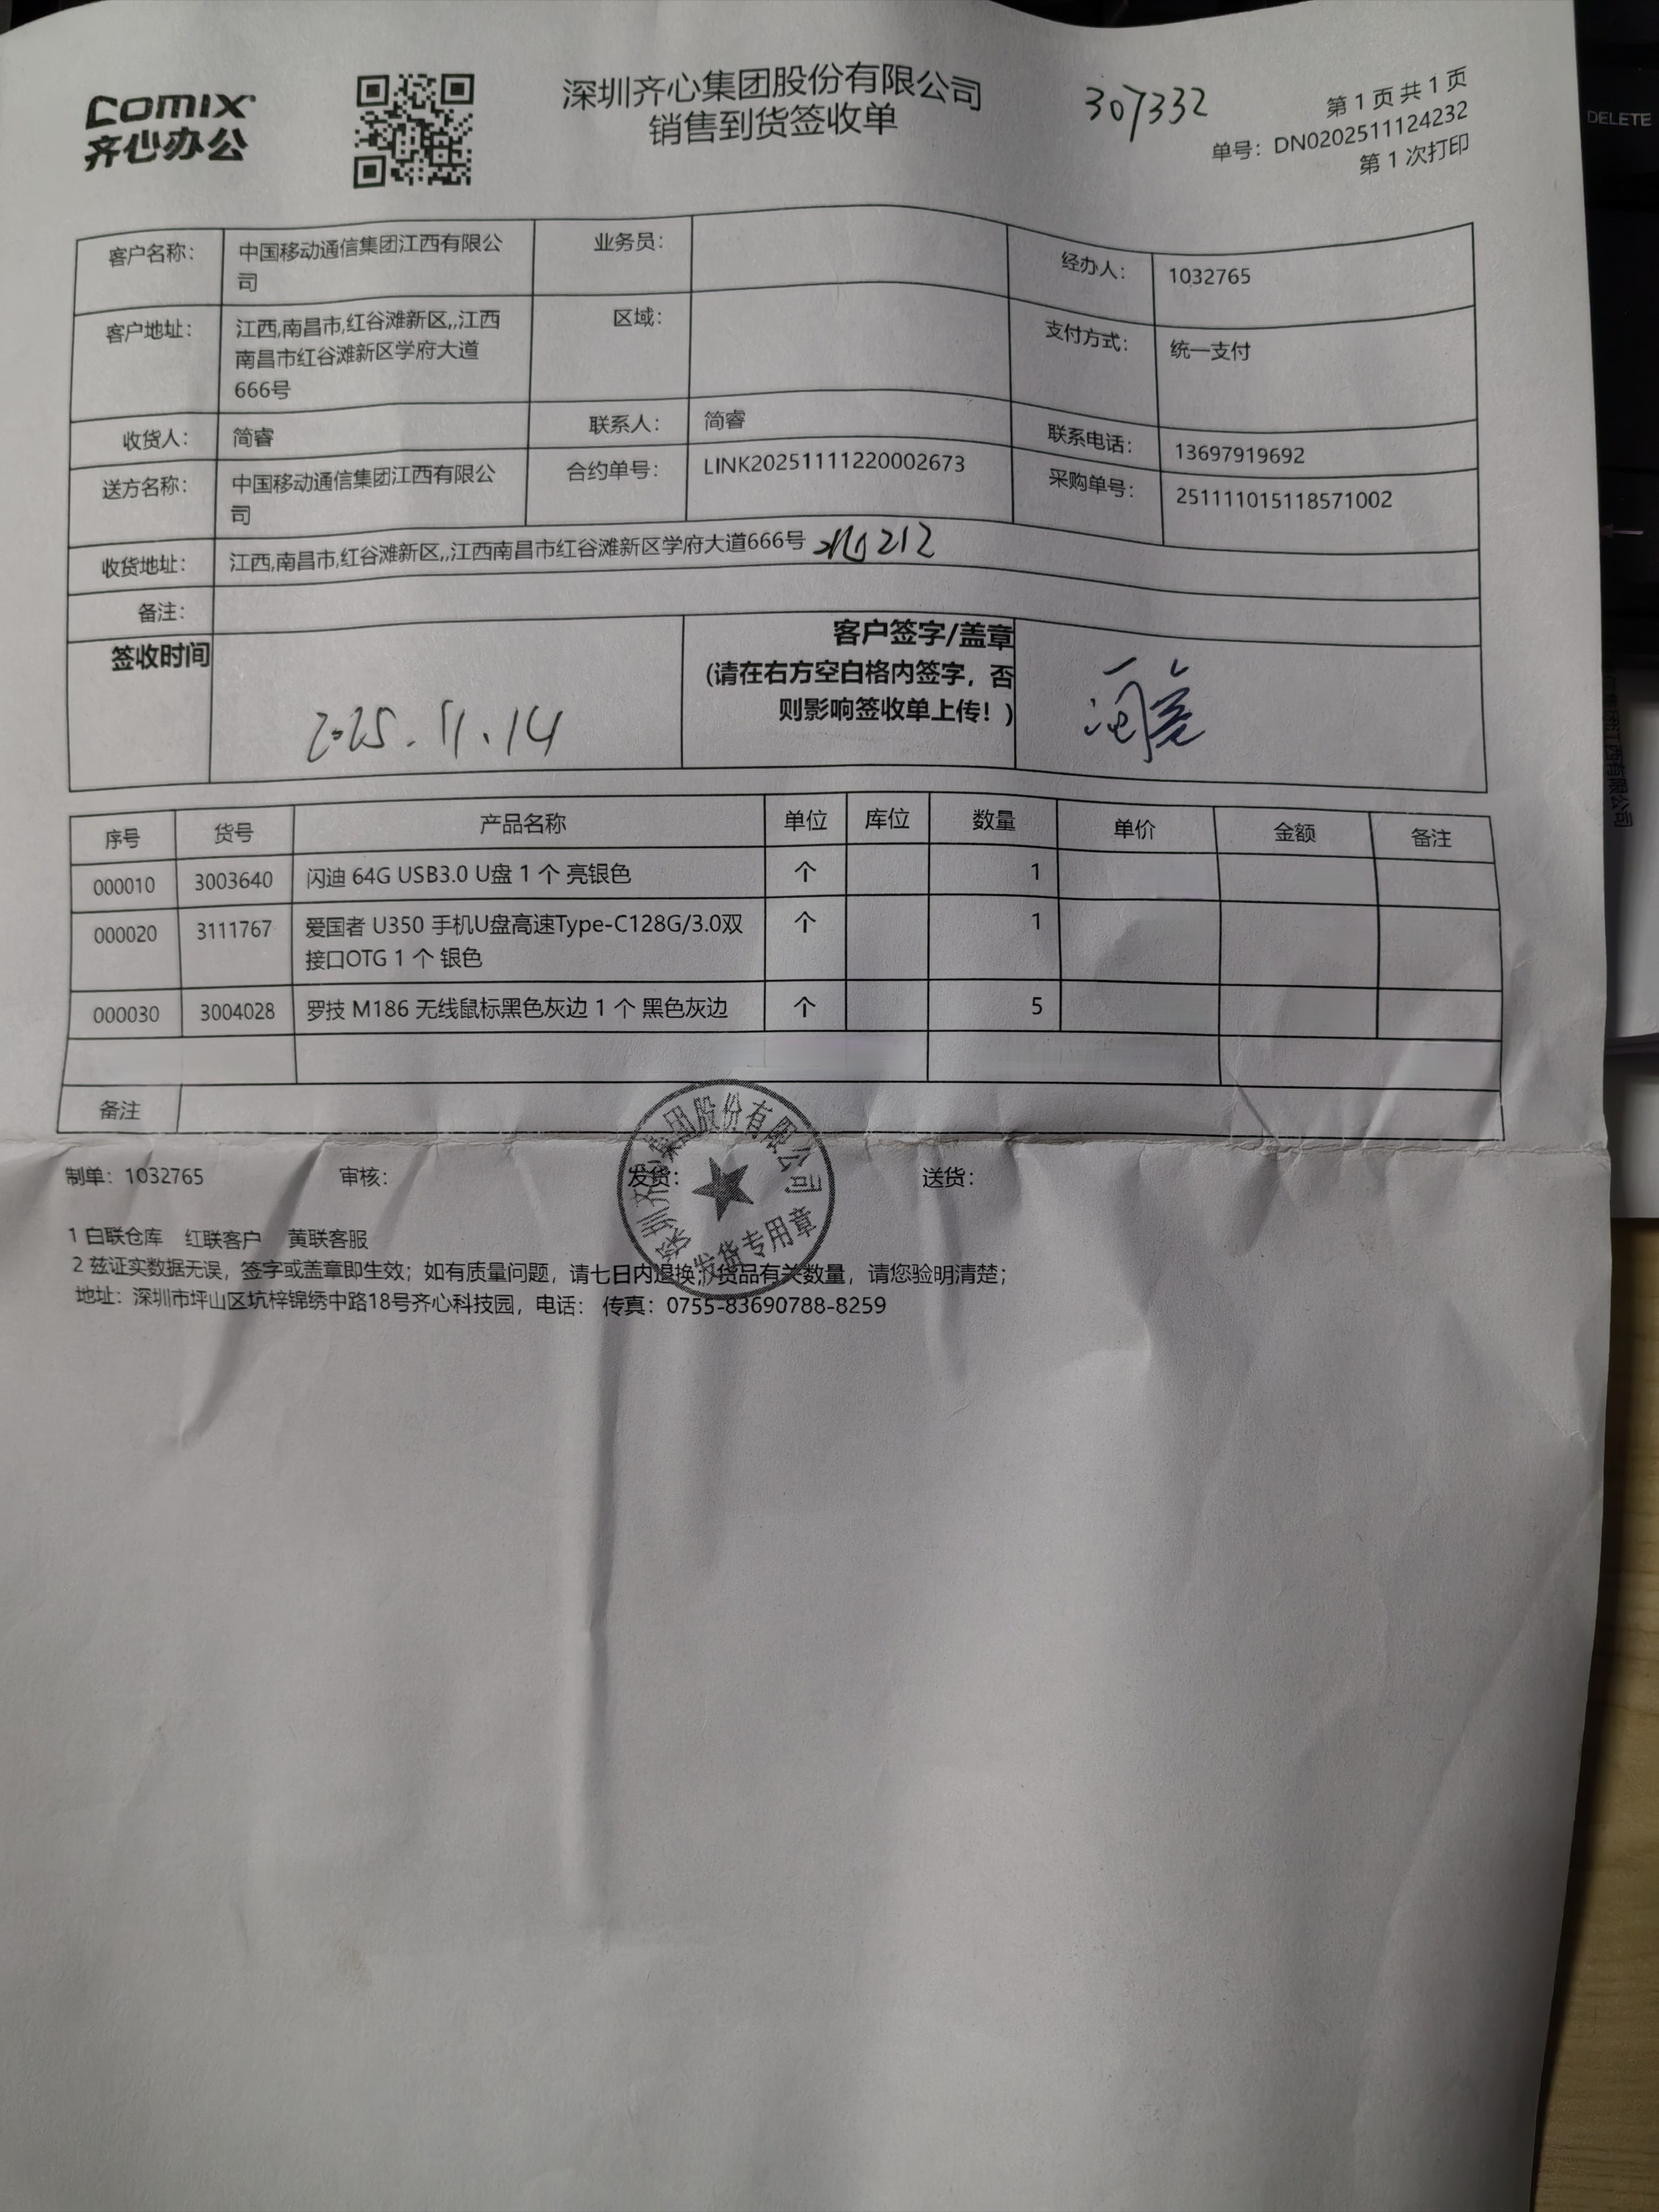 COMIX
齐心办公
深圳齐心集团股份有限公司
销售到货签收单
307332
第 1 页 共 1 页
单号：DN0202511124232
第 1 次打印
客户名称： 中国移动通信集团江西有限公
司
业务员：
经办人： 1032765
客户地址： 江西,南昌市,红谷滩新区,,江西
南昌市红谷滩新区学府大道
666号
区域：
支付方式： 统一支付
收货人： 简睿
联系人： 简睿
联系电话： 13697919692
送方名称： 中国移动通信集团江西有限公
司
合约单号： LINK20251111220002673
采购单号： 251111015118571002
收货地址： 江西,南昌市,红谷滩新区,,江西南昌市红谷滩新区学府大道666号 212
备注：
签收时间 2025.11.14
客户签字/盖章
(请在右方空白格内签字，否
则影响签收单上传！)
序号 货号 产品名称 单位 库位 数量 单价 金额 备注
000010 3003640 闪迪 64G USB3.0 U盘 1 个 亮银色 个 1
000020 3111767 爱国者 U350 手机U盘高速Type-C128G/3.0双
接口OTG 1 个 银色 个 1
000030 3004028 罗技 M186 无线鼠标黑色灰边 1 个 黑色灰边 个 5
备注
制单：1032765 审核： 发货： 送货：
深圳齐心集团股份有限公司
发货专用章
1 白联仓库 红联客户 黄联客服
2 兹证实数据无误，签字或盖章即生效；如有质量问题，请七日内退换，货品有关数量，请您验明清楚；
地址：深圳市坪山区坑梓锦绣中路18号齐心科技园，电话： 传真：0755-83690788-8259
DELETE